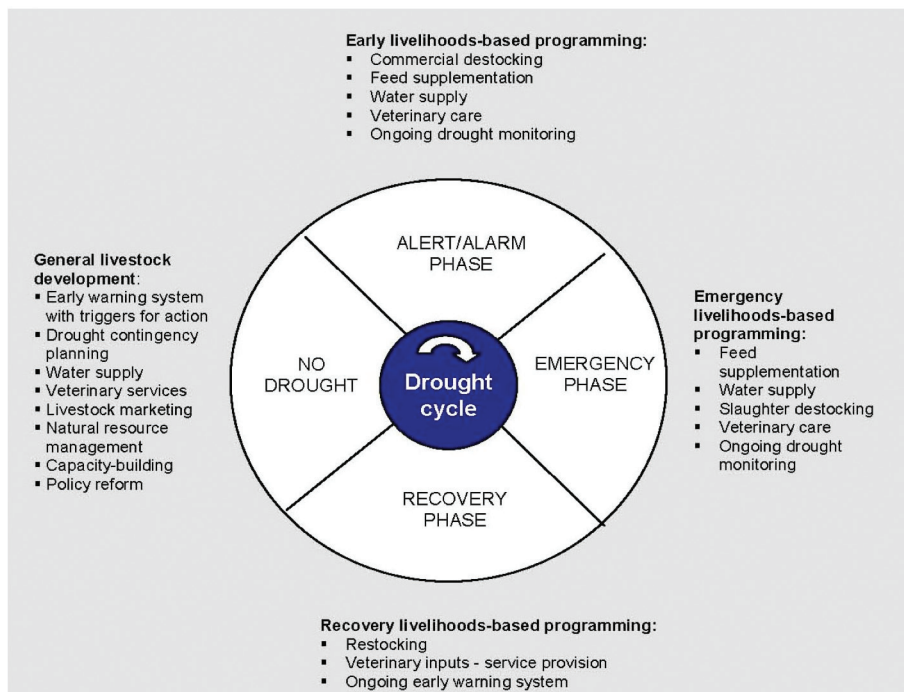 Early livelihoods-based programming:
▪ Commercial destocking
▪ Feed supplementation
▪ Water supply
▪ Veterinary care
▪ Ongoing drought monitoring
ALERT/ALARM
PHASE
General livestock
development:
▪ Early warning system
with triggers for action
▪ Drought contingency
planning
▪ Water supply
▪ Veterinary services
▪ Livestock marketing
▪ Natural resource
management
▪ Capacity-building
▪ Policy reform
NO
DROUGHT
Drought
cycle
EMERGENCY
PHASE
Emergency
livelihoods-based
programming:
▪ Feed
supplementation
▪ Water supply
▪ Slaughter destocking
▪ Veterinary care
▪ Ongoing drought
monitoring
RECOVERY
PHASE
Recovery livelihoods-based programming:
▪ Restocking
▪ Veterinary inputs - service provision
▪ Ongoing early warning system